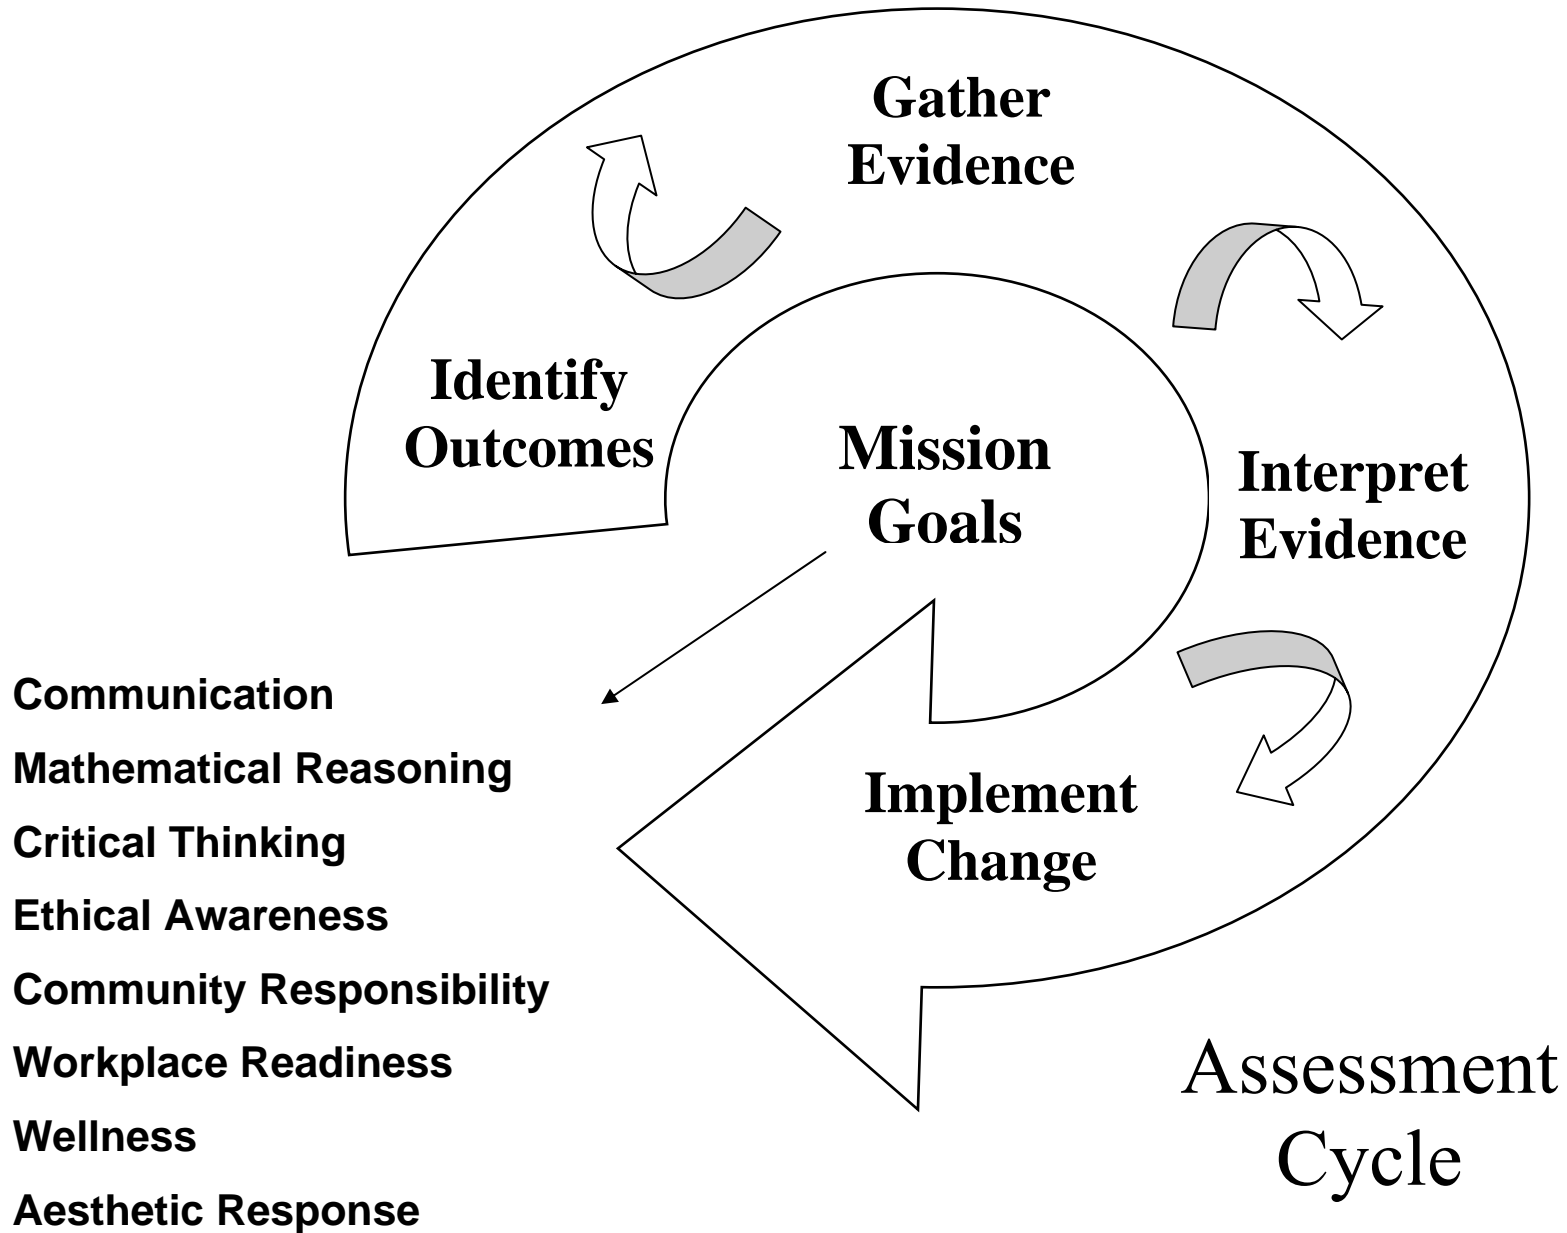 Gather
Evidence
Identify
Outcomes
Mission
Goals
Interpret
Evidence
Implement
Change
Communication
Mathematical Reasoning
Critical Thinking
Ethical Awareness
Community Responsibility
Workplace Readiness
Wellness
Aesthetic Response
Assessment
Cycle